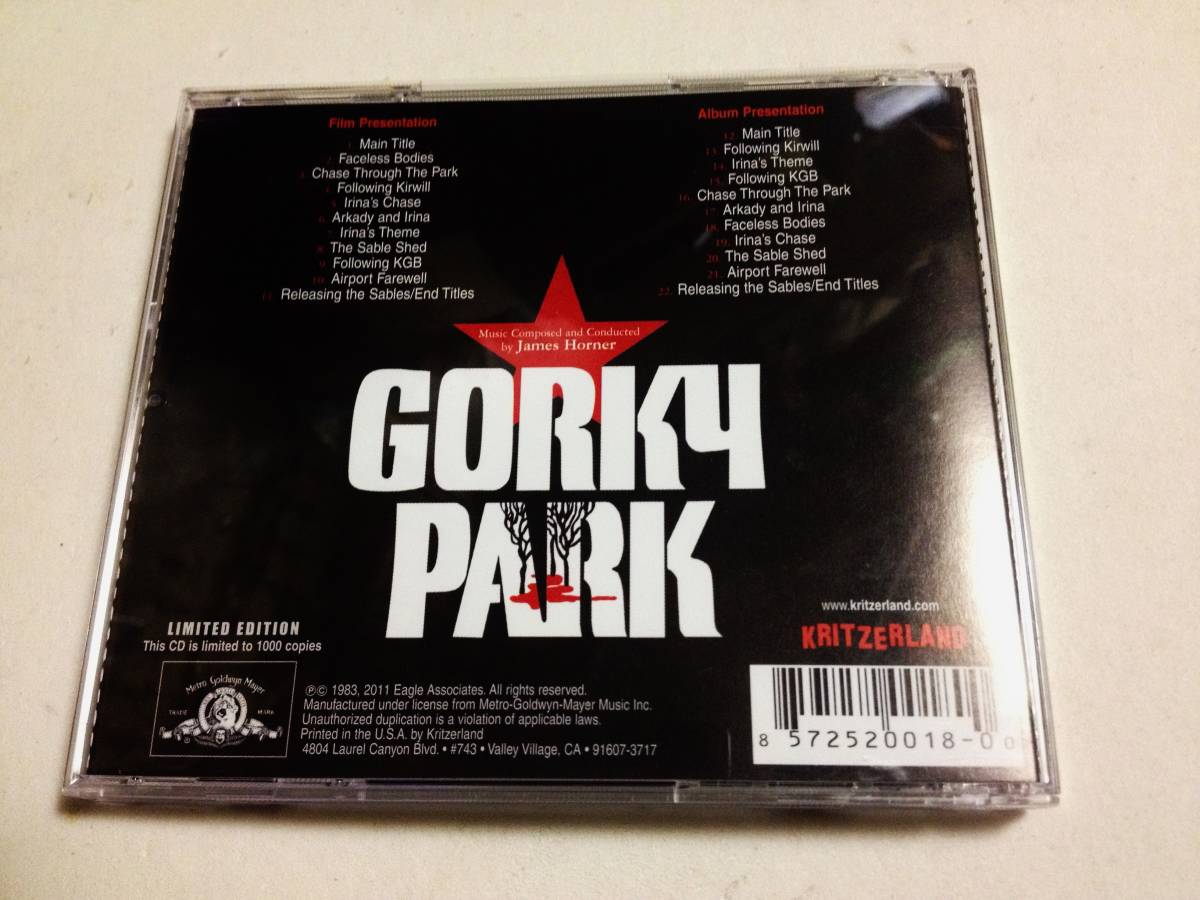 Film Presentation
1. Main Title
2. Faceless Bodies
3. Chase Through The Park
4. Following Kirwill
5. Irina's Chase
6. Arkady and Irina
7. Irina's Theme
8. The Sable Shed
9. Following KGB
10. Airport Farewell
11. Releasing the Sables/End Titles
Album Presentation
12. Main Title
13. Following Kirwill
14. Irina's Theme
15. Following KGB
16. Chase Through The Park
17. Arkady and Irina
18. Faceless Bodies
19. Irina's Chase
20. The Sable Shed
21. Airport Farewell
22. Releasing the Sables/End Titles
Music Composed and Conducted
by James Horner
GORKY
PARK
LIMITED EDITION
This CD is limited to 1000 copies
Metro Goldwyn Mayer
TRADE MARK
®
℗© 1983, 2011 Eagle Associates. All rights reserved.
Manufactured under license from Metro-Goldwyn-Mayer Music Inc.
Unauthorized duplication is a violation of applicable laws.
Printed in the U.S.A. by Kritzerland
4804 Laurel Canyon Blvd. • #743 • Valley Village, CA • 91607-3717
www.kritzerland.com
KRITZERLAND
8 572520018-0 0